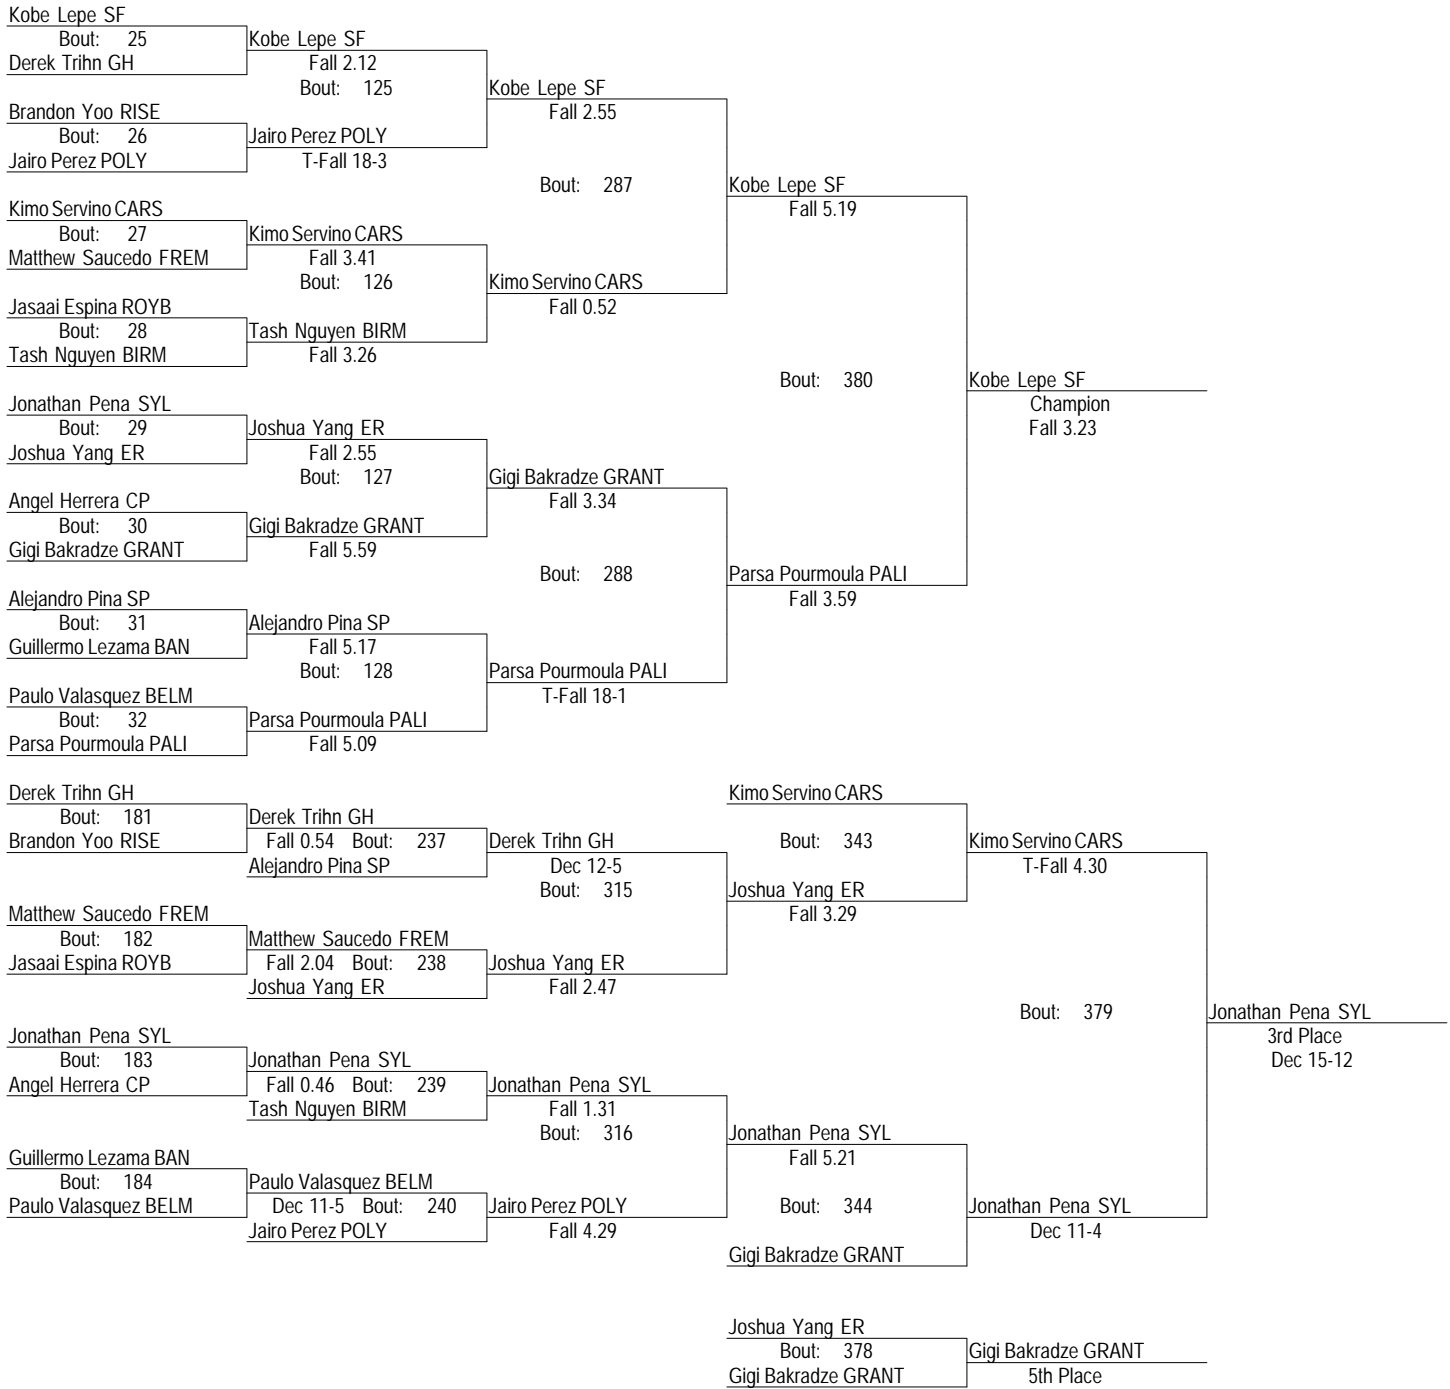 Kobe Lepe SF
Bout: 25 Kobe Lepe SF
Derek Trihn GH Fall 2.12
Bout: 125 Kobe Lepe SF
Brandon Yoo RISE Fall 2.55
Bout: 26 Jairo Perez POLY
Jairo Perez POLY T-Fall 18-3
Bout: 287 Kobe Lepe SF
Kimo Servino CARS Fall 5.19
Bout: 27 Kimo Servino CARS
Matthew Saucedo FREM Fall 3.41
Bout: 126 Kimo Servino CARS
Jasaai Espina ROYB Fall 0.52
Bout: 28 Tash Nguyen BIRM
Tash Nguyen BIRM Fall 3.26
Bout: 380 Kobe Lepe SF
Jonathan Pena SYL Champion
Bout: 29 Joshua Yang ER Fall 3.23
Joshua Yang ER Fall 2.55
Bout: 127 Gigi Bakradze GRANT
Angel Herrera CP Fall 3.34
Bout: 30 Gigi Bakradze GRANT
Gigi Bakradze GRANT Fall 5.59
Bout: 288 Parsa Pourmoula PALI
Alejandro Pina SP Fall 3.59
Bout: 31 Alejandro Pina SP
Guillermo Lezama BAN Fall 5.17
Bout: 128 Parsa Pourmoula PALI
Paulo Valasquez BELM T-Fall 18-1
Bout: 32 Parsa Pourmoula PALI
Parsa Pourmoula PALI Fall 5.09
Derek Trihn GH Kimo Servino CARS
Bout: 181 Derek Trihn GH
Brandon Yoo RISE Fall 0.54 Bout: 237 Derek Trihn GH Bout: 343 Kimo Servino CARS
Alejandro Pina SP Dec 12-5 T-Fall 4.30
Bout: 315 Joshua Yang ER
Matthew Saucedo FREM Fall 3.29
Bout: 182 Matthew Saucedo FREM
Jasaai Espina ROYB Fall 2.04 Bout: 238 Joshua Yang ER
Joshua Yang ER Fall 2.47
Bout: 379 Jonathan Pena SYL
Jonathan Pena SYL 3rd Place
Bout: 183 Jonathan Pena SYL Dec 15-12
Angel Herrera CP Fall 0.46 Bout: 239 Jonathan Pena SYL
Tash Nguyen BIRM Fall 1.31
Bout: 316 Jonathan Pena SYL
Guillermo Lezama BAN Fall 5.21
Bout: 184 Paulo Valasquez BELM
Paulo Valasquez BELM Dec 11-5 Bout: 240 Jairo Perez POLY Bout: 344 Jonathan Pena SYL
Jairo Perez POLY Fall 4.29 Dec 11-4
Gigi Bakradze GRANT
Joshua Yang ER
Bout: 378 Gigi Bakradze GRANT
Gigi Bakradze GRANT 5th Place